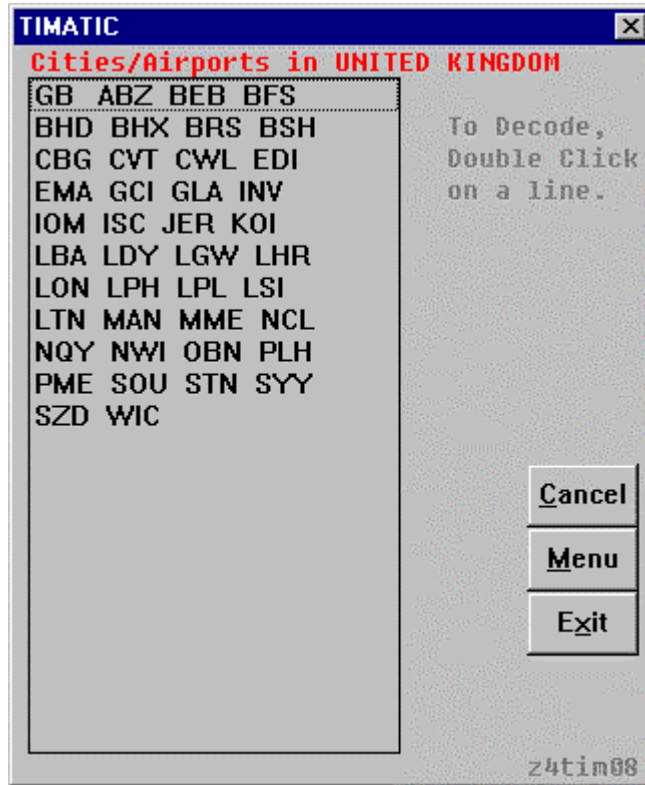 TIMATIC
Cities/Airports in UNITED KINGDOM
GB ABZ BEB BFS
BHD BHX BRS BSH
CBG CVT CWL EDI
EMA GCI GLA INV
IOM ISC JER KOI
LBA LDY LGW LHR
LON LPH LPL LSI
LTN MAN MME NCL
NQY NWI OBN PLH
PME SOU STN SYY
SZD WIC
To Decode,
Double Click
on a line.
Cancel
Menu
Exit
z4tim08